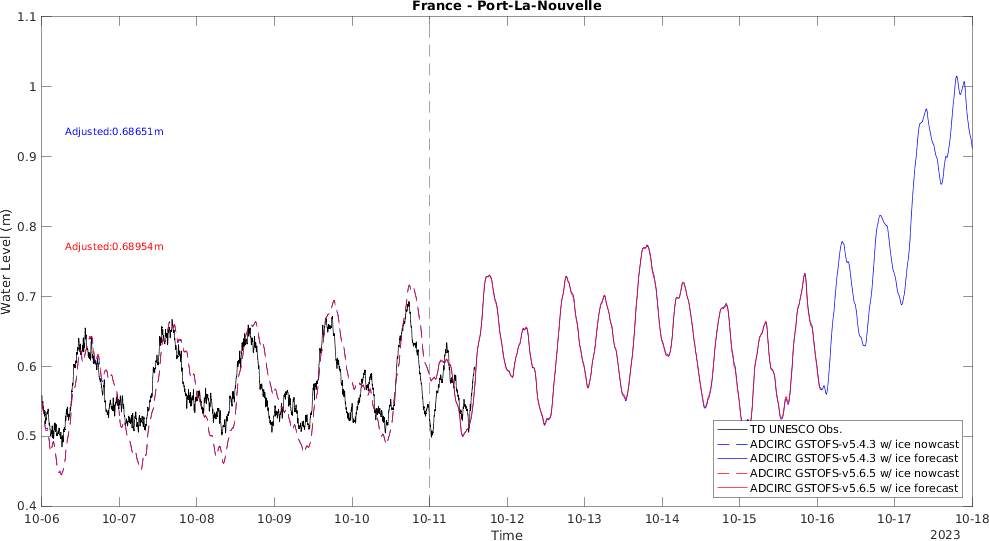 France - Port-La-Nouvelle
1.1
1
0.9
0.8
0.7
0.6
0.5
0.4
Water Level (m)
Adjusted:0.68651m
Adjusted:0.68954m
TD UNESCO Obs.
ADCIRC GSTOFS-v5.4.3 w/ ice nowcast
ADCIRC GSTOFS-v5.4.3 w/ ice forecast
ADCIRC GSTOFS-v5.6.5 w/ ice nowcast
ADCIRC GSTOFS-v5.6.5 w/ ice forecast
10-06 10-07 10-08 10-09 10-10 10-11 10-12 10-13 10-14 10-15 10-16 10-17 10-18
Time
2023